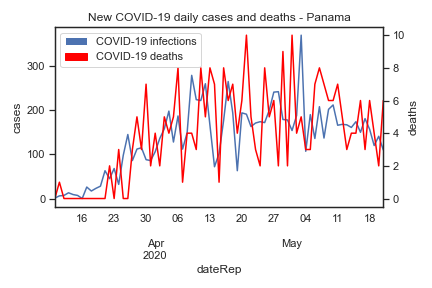 New COVID-19 daily cases and deaths - Panama
COVID-19 infections
COVID-19 deaths
cases
300
200
100
0
deaths
10
8
6
4
2
0
16 23 30 06 13 20 27 04 11 18
Apr May
2020
dateRep